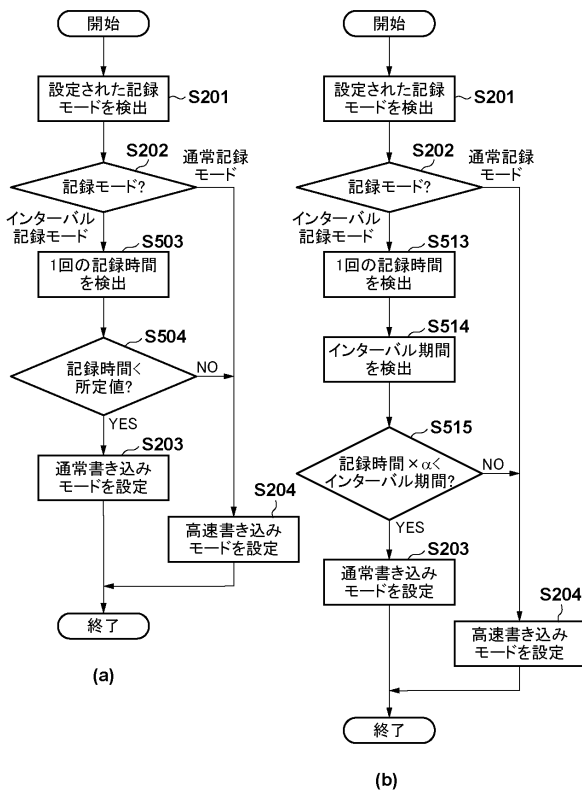 開始
設定された記録
モードを検出
S201
S202
通常記録
モード
記録モード?
インターバル
記録モード
S503
1回の記録時間
を検出
S504
記録時間<
所定値?
NO
YES
S203
通常書き込み
モードを設定
S204
高速書き込み
モードを設定
終了
(a)
開始
設定された記録
モードを検出
S201
S202
通常記録
モード
記録モード?
インターバル
記録モード
S513
1回の記録時間
を検出
S514
インターバル期間
を検出
S515
記録時間×α<
インターバル期間?
NO
YES
S203
通常書き込み
モードを設定
S204
高速書き込み
モードを設定
終了
(b)